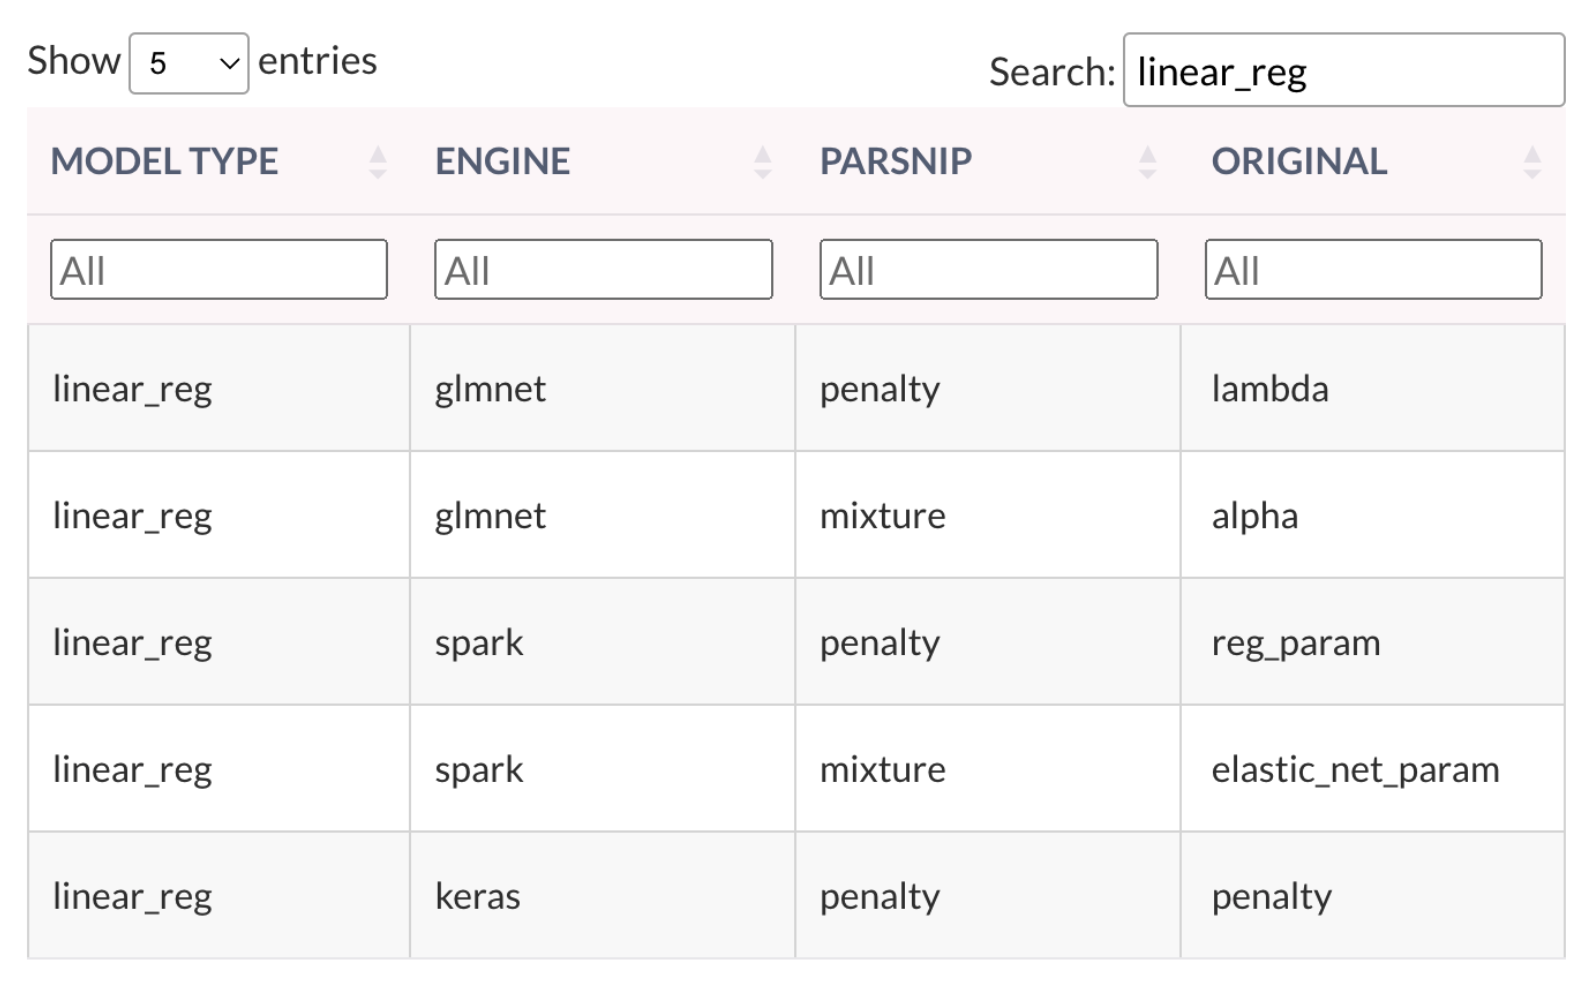 Show 5 entries
Search: linear_reg
MODEL TYPE ENGINE PARSNIP ORIGINAL
All All All All
linear_reg glmnet penalty lambda
linear_reg glmnet mixture alpha
linear_reg spark penalty reg_param
linear_reg spark mixture elastic_net_param
linear_reg keras penalty penalty